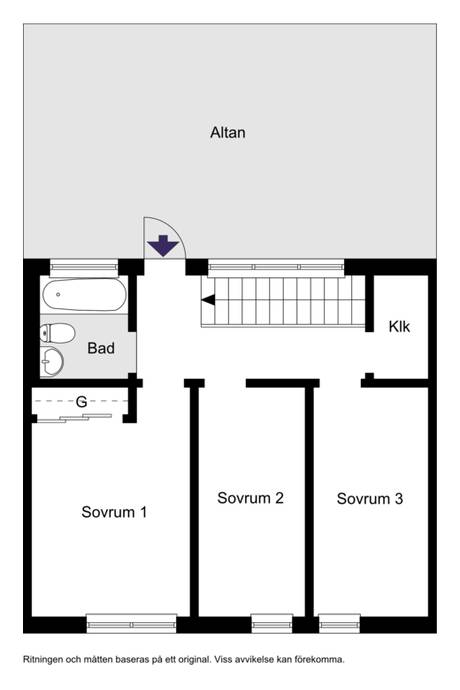 Altan
Klk
Bad
G
Sovrum 1
Sovrum 2
Sovrum 3
Ritningen och måtten baseras på ett original. Viss avvikelse kan förekomma.